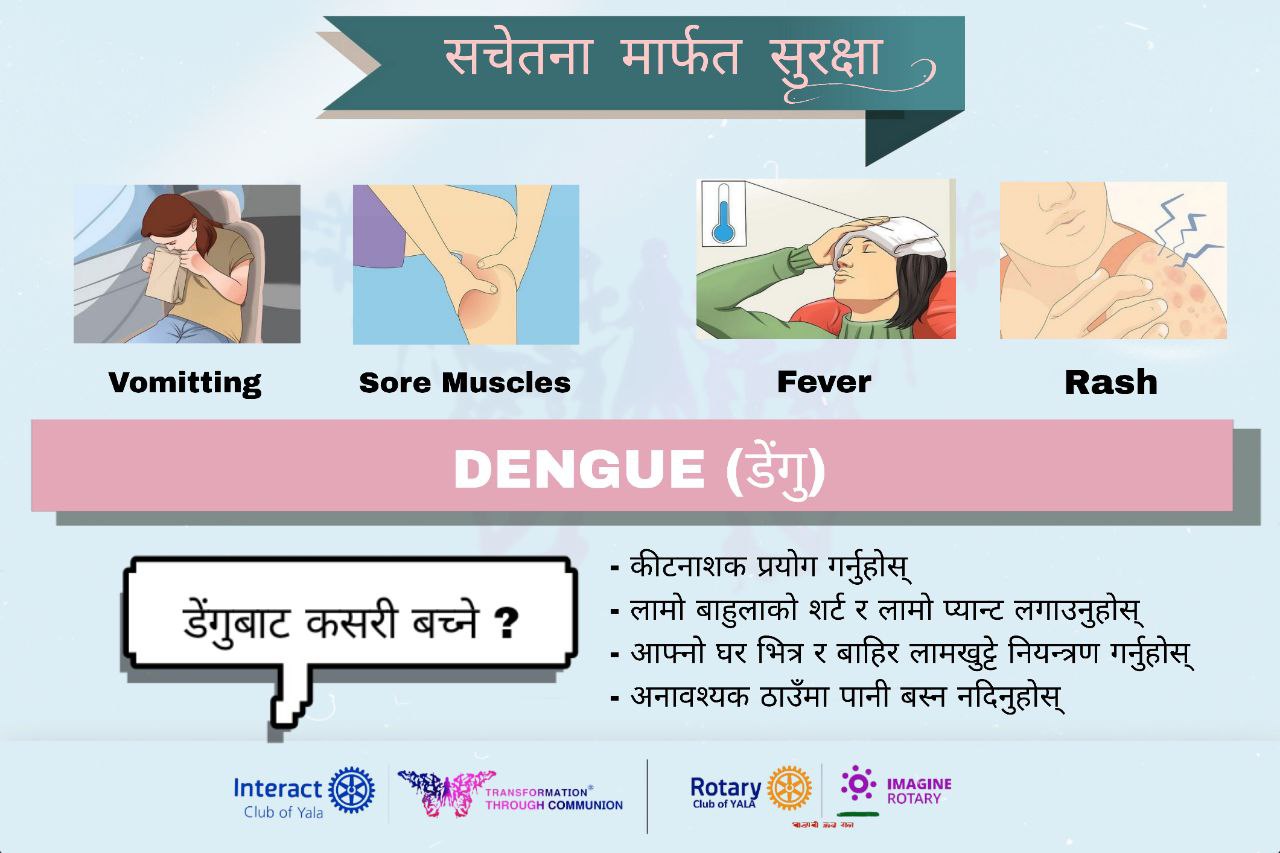 सचेतना मार्फत सुरक्षा
Vomitting
Sore Muscles
Fever
Rash
DENGUE (डेंगु)
डेंगुबाट कसरी बच्ने ?
- कीटनाशक प्रयोग गर्नुहोस्
- लामो बाहुलाको शर्ट र लामो प्यान्ट लगाउनुहोस्
- आफ्नो घर भित्र र बाहिर लामखुट्टे नियन्त्रण गर्नुहोस्
- अनावश्यक ठाउँमा पानी बस्न नदिनुहोस्
Interact
Club of Yala
TRANSFORMATION®
THROUGH COMMUNION
Rotary
Club of YALA
IMAGINE
ROTARY